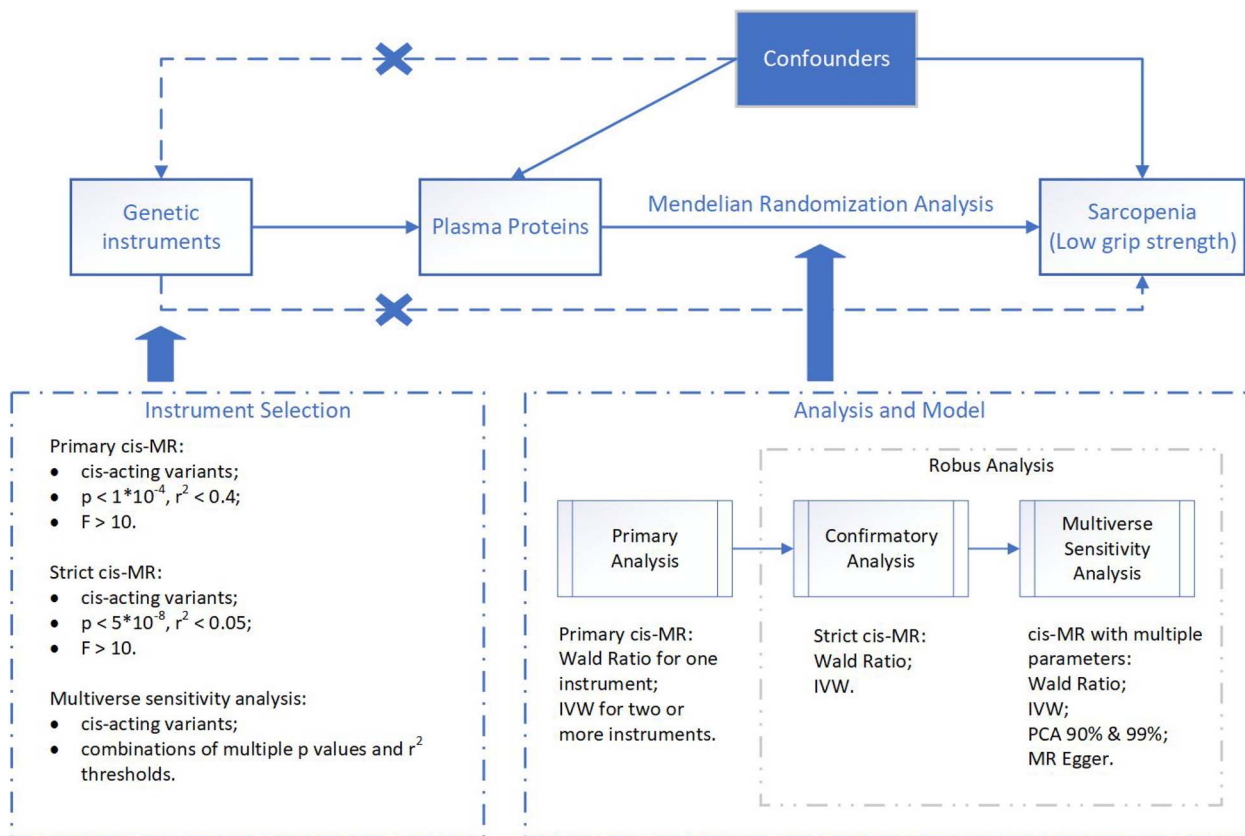 Confounders
Genetic
instruments
Plasma Proteins
Mendelian Randomization Analysis
Sarcopenia
(Low grip strength)
Instrument Selection
Primary cis-MR:
● cis-acting variants;
● p < 1*10⁻⁴, r² < 0.4;
● F > 10.
Strict cis-MR:
● cis-acting variants;
● p < 5*10⁻⁸, r² < 0.05;
● F > 10.
Multiverse sensitivity analysis:
● cis-acting variants;
● combinations of multiple p values and r²
thresholds.
Analysis and Model
Robus Analysis
Primary
Analysis
Confirmatory
Analysis
Multiverse
Sensitivity
Analysis
Primary cis-MR:
Wald Ratio for one
instrument;
IVW for two or
more instruments.
Strict cis-MR:
Wald Ratio;
IVW.
cis-MR with multiple
parameters:
Wald Ratio;
IVW;
PCA 90% & 99%;
MR Egger.